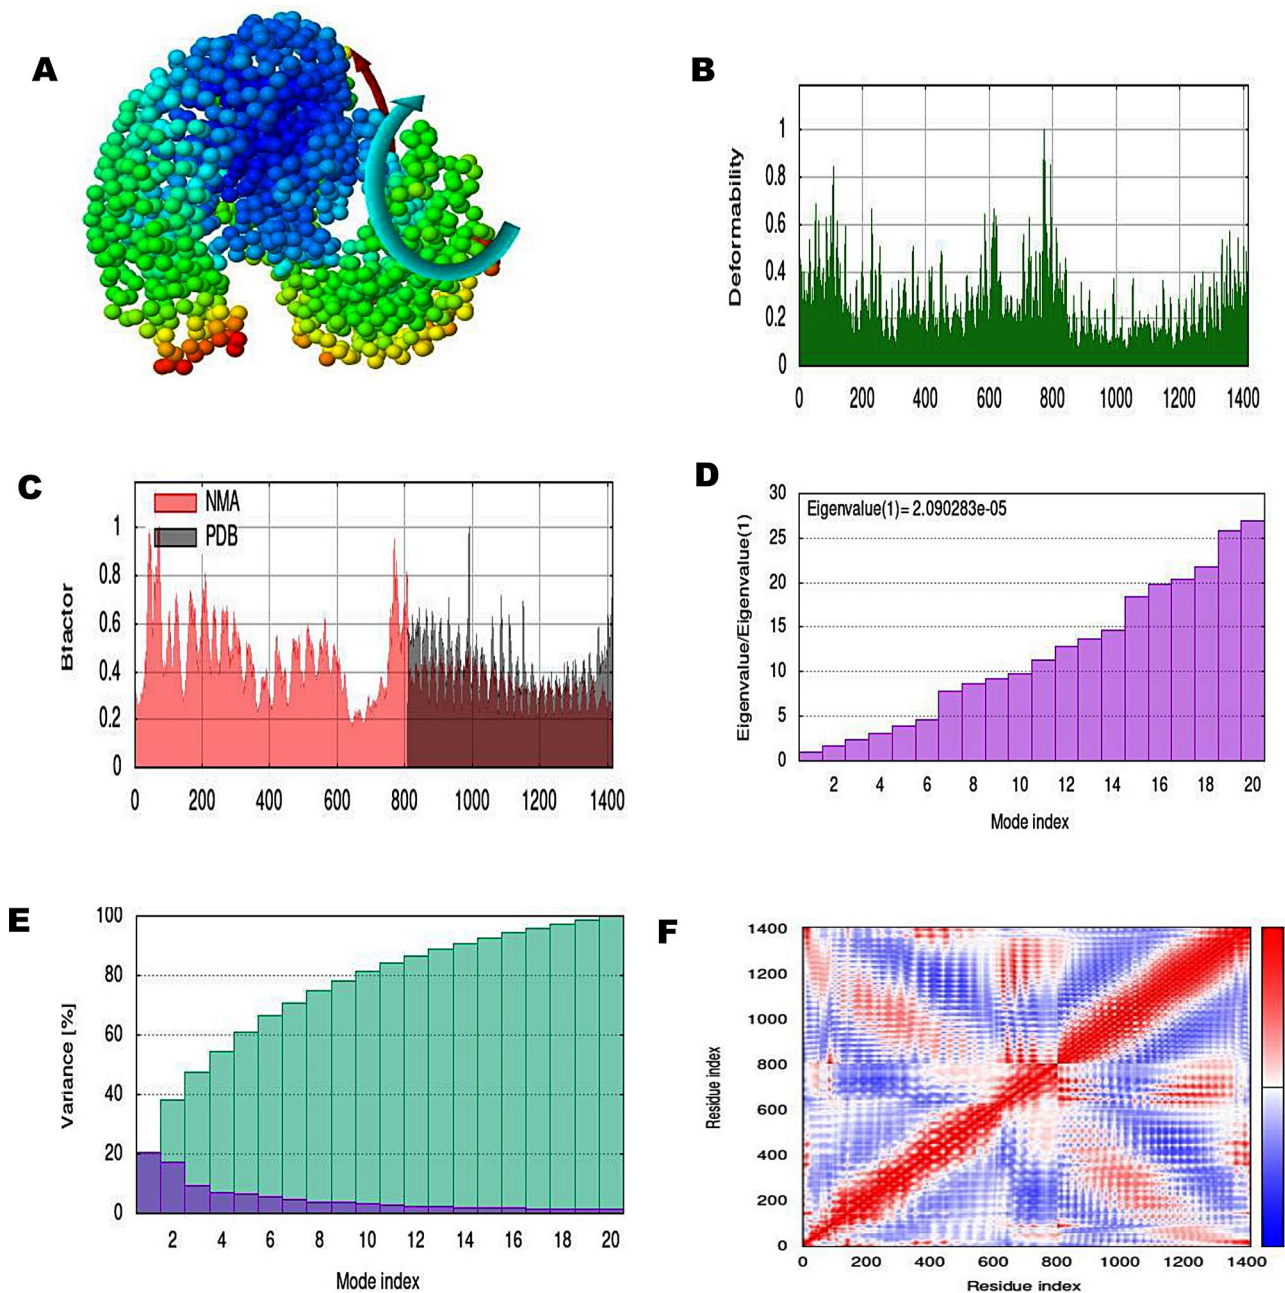 A
B
Deformability
1
0.8
0.6
0.4
0.2
0
0 200 400 600 800 1000 1200 1400
C
NMA
PDB
Bfactor
1
0.8
0.6
0.4
0.2
0
0 200 400 600 800 1000 1200 1400
D
Eigenvalue(1)= 2.090283e-05
Eigenvalue/Eigenvalue(1)
30
25
20
15
10
5
0
2 4 6 8 10 12 14 16 18 20
Mode index
E
Variance [%]
100
80
60
40
20
0
2 4 6 8 10 12 14 16 18 20
Mode index
F
Residue index
1400
1200
1000
800
600
400
200
0
0 200 400 600 800 1000 1200 1400
Residue index